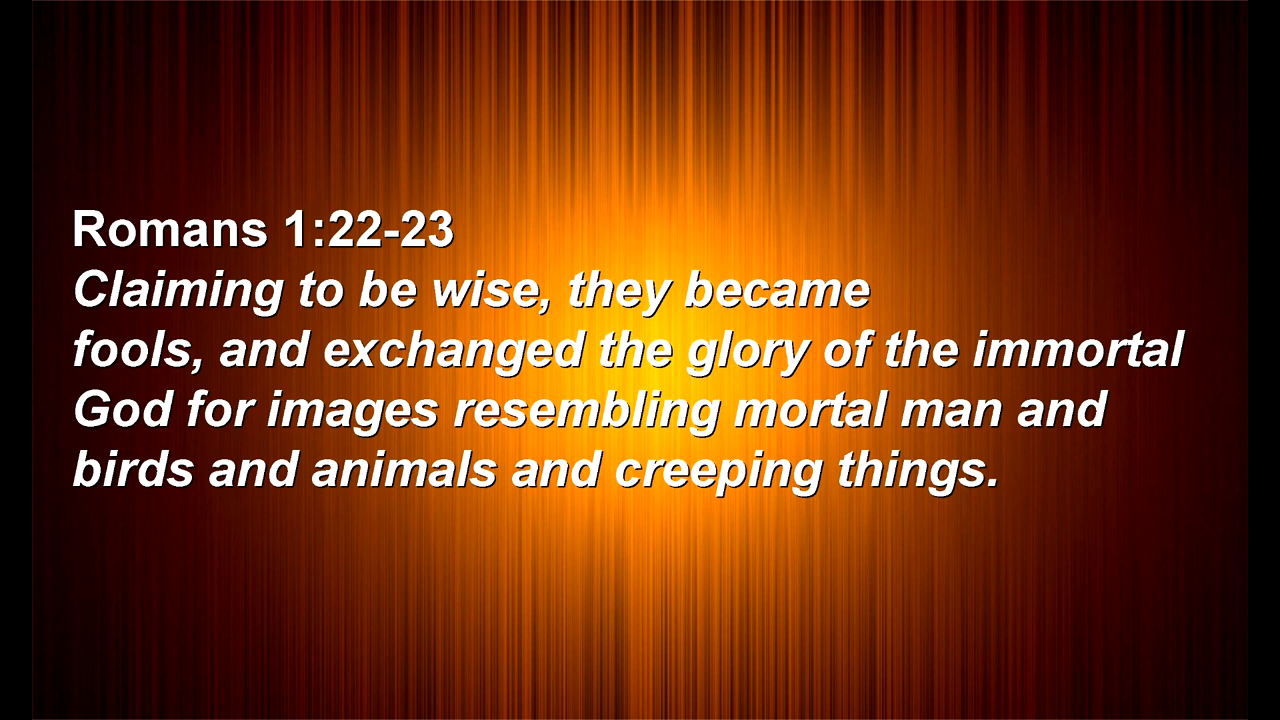 Romans 1:22-23
Claiming to be wise, they became
fools, and exchanged the glory of the immortal
God for images resembling mortal man and
birds and animals and creeping things.